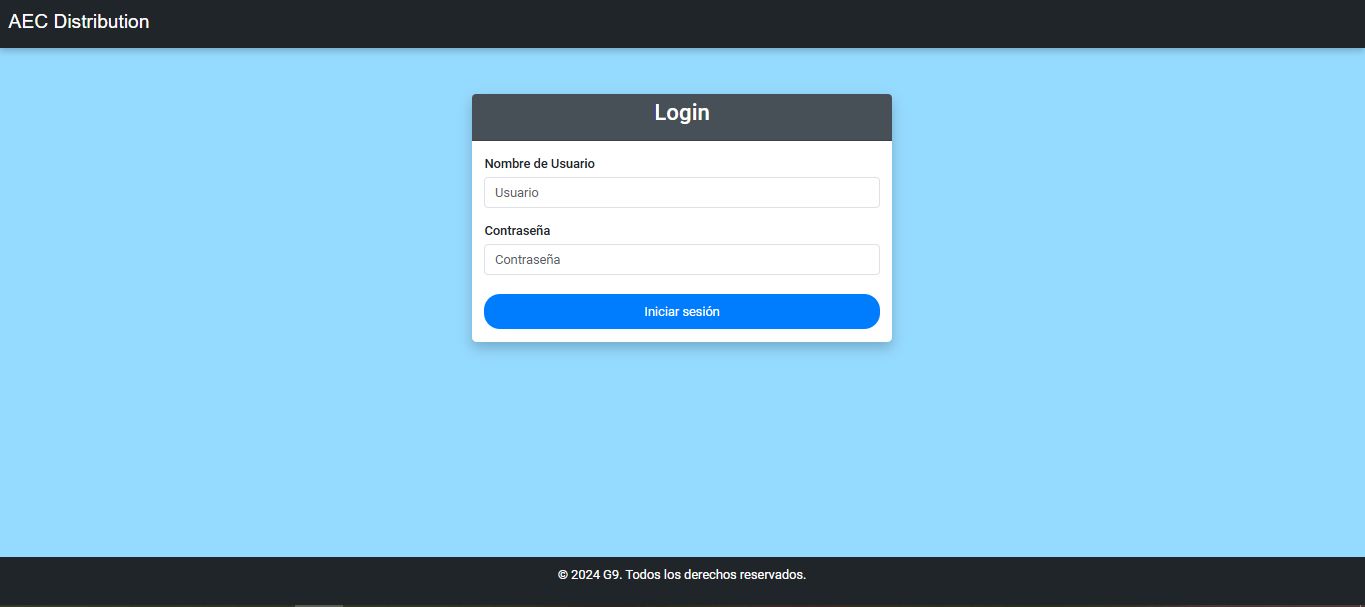 AEC Distribution
Login
Nombre de Usuario
Usuario
Contraseña
Contraseña
Iniciar sesión
© 2024 G9. Todos los derechos reservados.